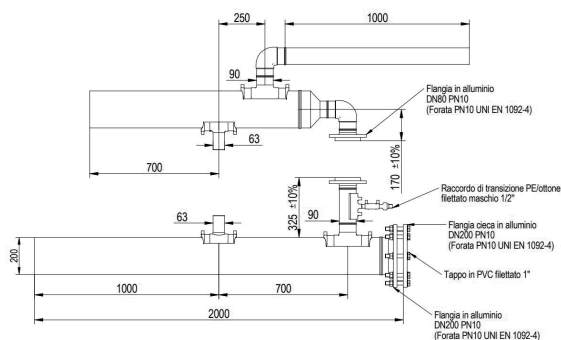 250
1000
90
Flangia in alluminio
DN80 PN10
(Forata PN10 UNI EN 1092-4)
63
170 ±10%
700
325 ±10%
Raccordo di transizione PE/ottone
filettato maschio 1/2"
63
90
Flangia cieca in alluminio
DN200 PN10
(Forata PN10 UNI EN 1092-4)
200
Tappo in PVC filettato 1"
1000
700
2000
Flangia in alluminio
DN200 PN10
(Forata PN10 UNI EN 1092-4)